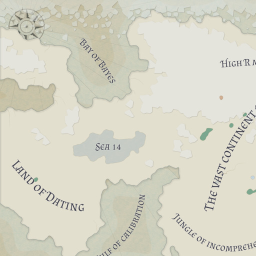 Bay of Bayes
High R
Sea 14
The vast continent
Land of Dating
ulf of calibration
Jungle of incomprehe